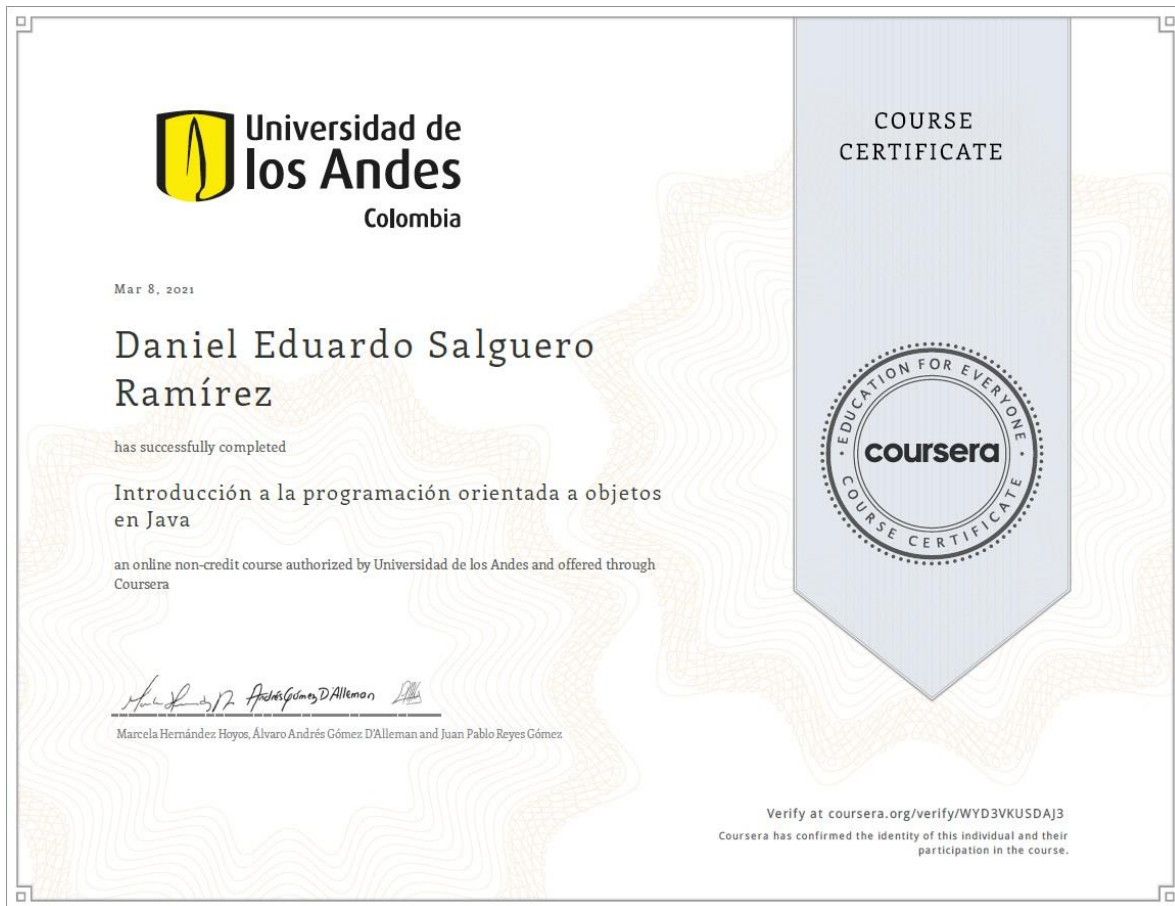 Universidad de
los Andes
Colombia
COURSE
CERTIFICATE
Mar 8, 2021
Daniel Eduardo Salguero
Ramírez
has successfully completed
Introducción a la programación orientada a objetos
en Java
an online non-credit course authorized by Universidad de los Andes and offered through
Coursera
EDUCATION FOR EVERYONE
coursera
COURSE CERTIFICATE
Andrés Gómez D'Alleman
Marcela Hernández Hoyos, Álvaro Andrés Gómez D'Alleman and Juan Pablo Reyes Gómez
Verify at coursera.org/verify/WYD3VKUSDAJ3
Coursera has confirmed the identity of this individual and their
participation in the course.